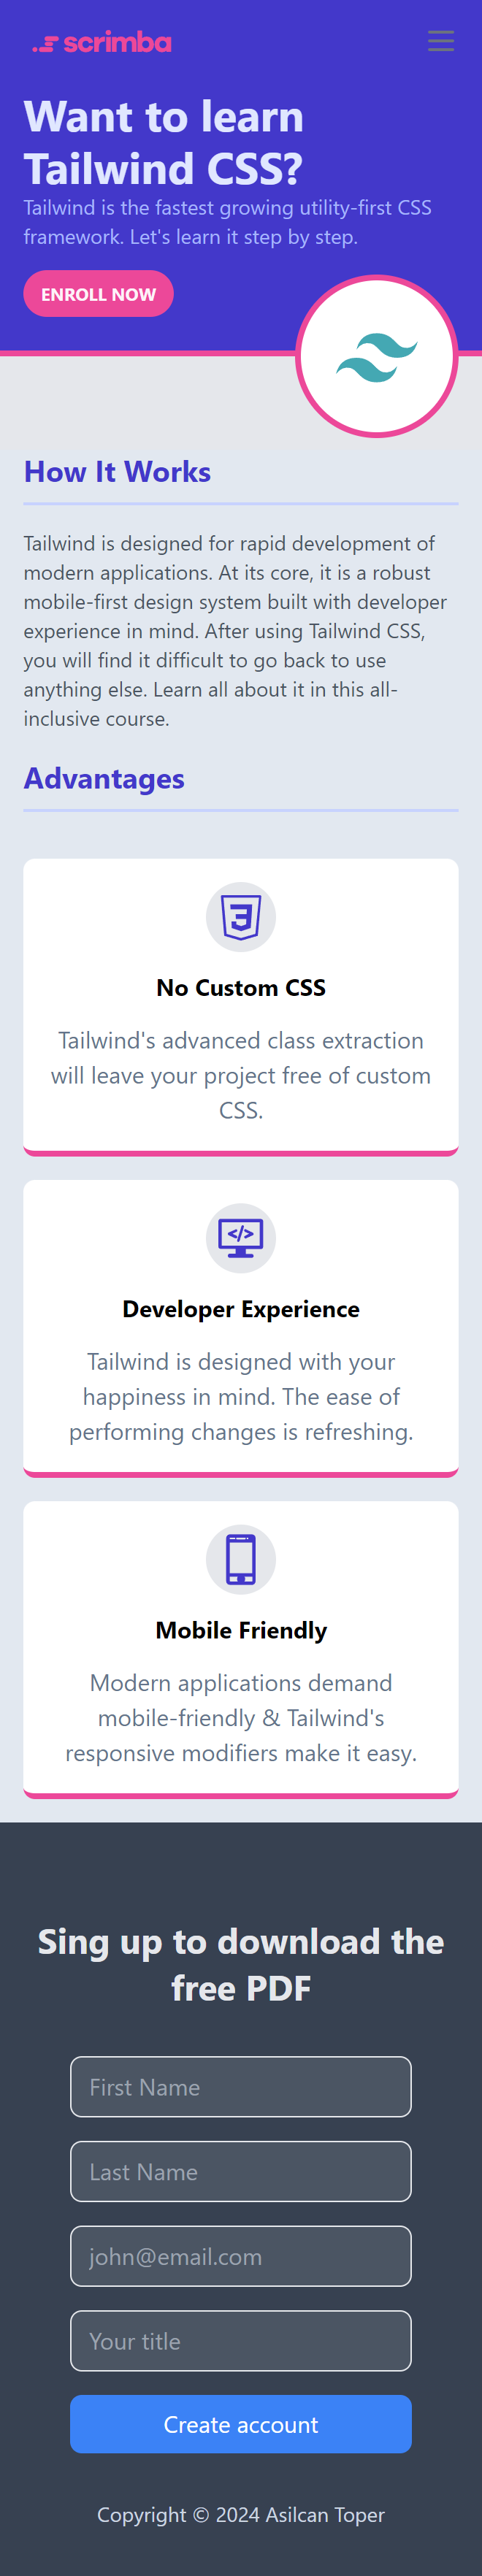 scrimba
Want to learn
Tailwind CSS?
Tailwind is the fastest growing utility-first CSS
framework. Let's learn it step by step.
ENROLL NOW
How It Works
Tailwind is designed for rapid development of
modern applications. At its core, it is a robust
mobile-first design system built with developer
experience in mind. After using Tailwind CSS,
you will find it difficult to go back to use
anything else. Learn all about it in this all-
inclusive course.
Advantages
3
No Custom CSS
Tailwind's advanced class extraction
will leave your project free of custom
CSS.
</>
Developer Experience
Tailwind is designed with your
happiness in mind. The ease of
performing changes is refreshing.
Mobile Friendly
Modern applications demand
mobile-friendly & Tailwind's
responsive modifiers make it easy.
Sing up to download the
free PDF
First Name
Last Name
john@email.com
Your title
Create account
Copyright © 2024 Asilcan Toper